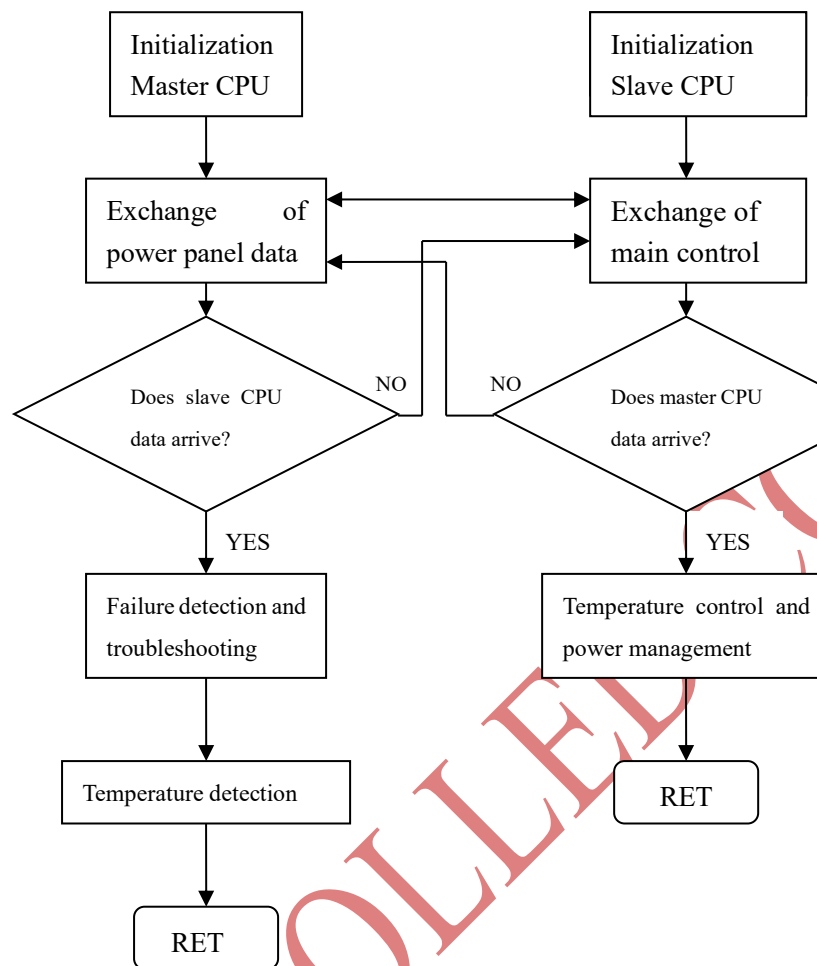 Initialization
Master CPU
Initialization
Slave CPU
Exchange of
power panel data
Exchange of
main control
Does slave CPU
data arrive?
NO
NO
Does master CPU
data arrive?
YES
YES
Failure detection and
troubleshooting
Temperature control and
power management
Temperature detection
RET
RET
OLLED